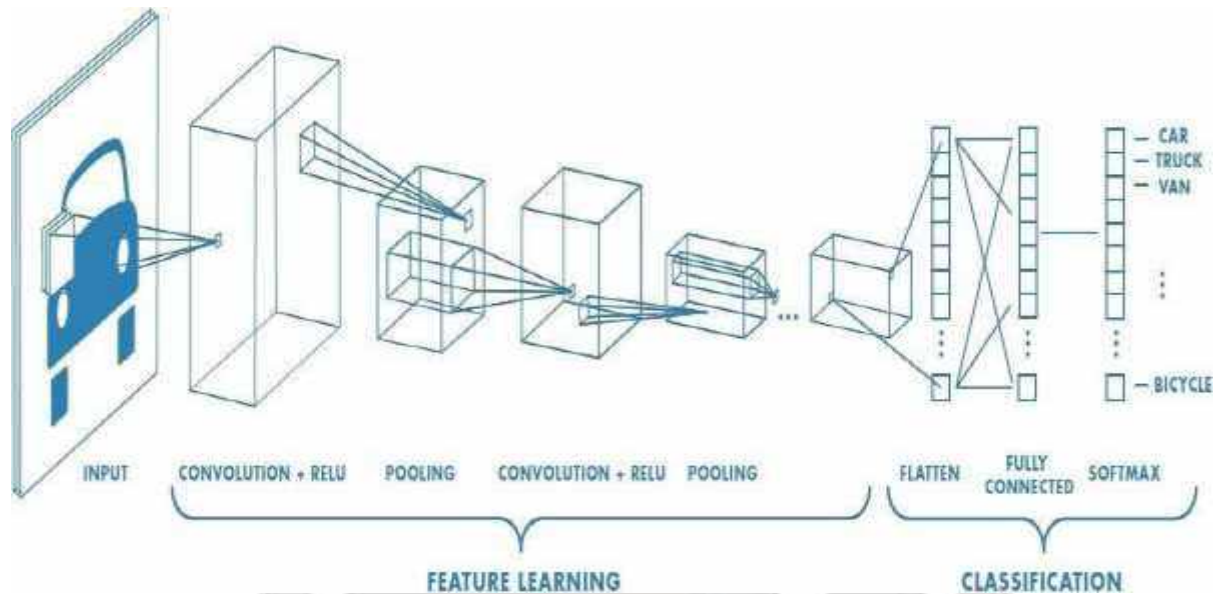 CAR
TRUCK
VAN
BICYCLE
INPUT
CONVOLUTION + RELU
POOLING
CONVOLUTION + RELU
POOLING
FLATTEN
FULLY
CONNECTED
SOFTMAX
FEATURE LEARNING
CLASSIFICATION